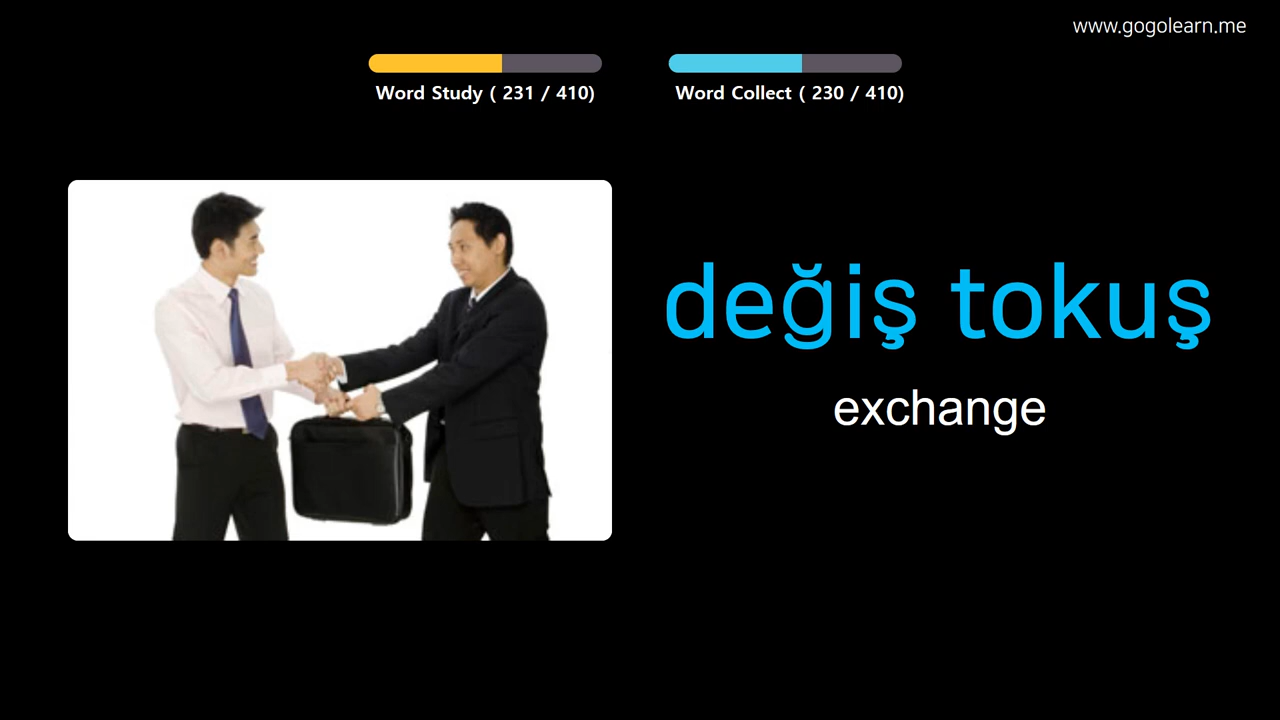 www.gogolearn.me
Word Study ( 231 / 410)
Word Collect ( 230 / 410)
değiş tokuş
exchange